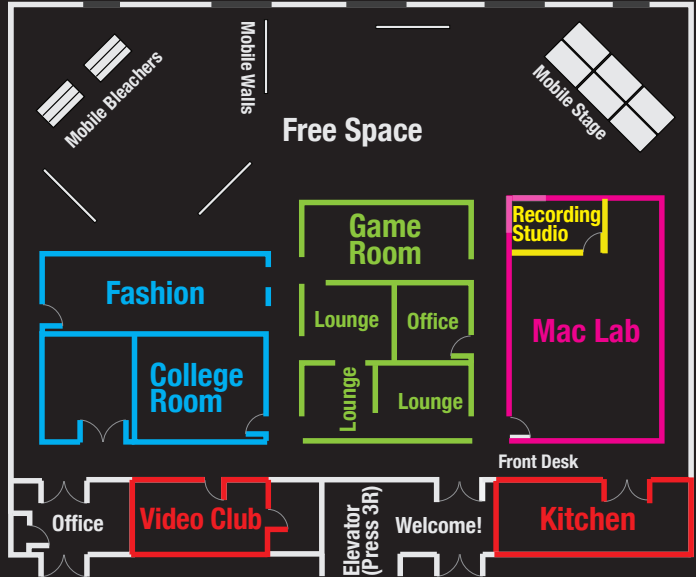 Mobile Bleachers
Mobile Walls
Mobile Stage
Free Space
Game
Room
Recording
Studio
Fashion
Lounge
Office
Mac Lab
College
Room
Lounge
Lounge
Front Desk
Office
Video Club
Elevator
(Press 3R)
Welcome!
Kitchen